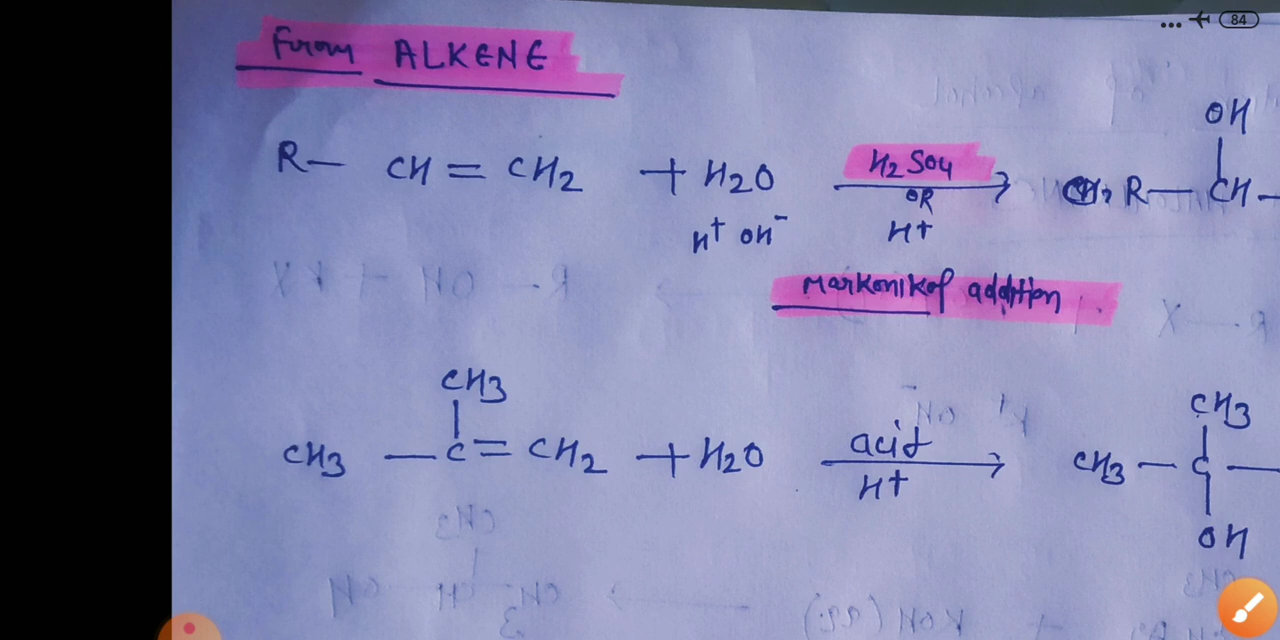 84
From ALKENE
OH
R— CH = CH2 + H2O H2SO4 R— CH-
OR
H+ OH- H+
Markonikof addition
CH3
CH3
CH3 —C=CH2 +H2O acid CH3 — C —
H+
OH